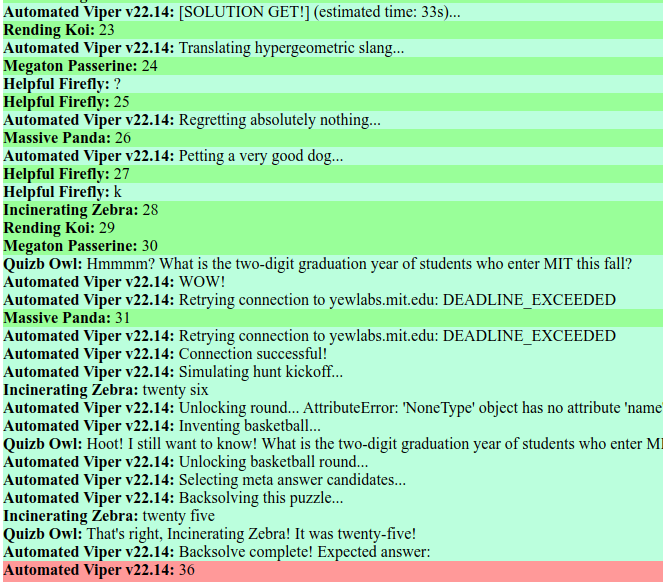 Automated Viper v22.14: [SOLUTION GET!] (estimated time: 33s)...
Rending Koi: 23
Automated Viper v22.14: Translating hypergeometric slang...
Megaton Passerine: 24
Helpful Firefly: ?
Helpful Firefly: 25
Automated Viper v22.14: Regretting absolutely nothing...
Massive Panda: 26
Automated Viper v22.14: Petting a very good dog...
Helpful Firefly: 27
Helpful Firefly: k
Incinerating Zebra: 28
Rending Koi: 29
Megaton Passerine: 30
Quizb Owl: Hmmmm? What is the two-digit graduation year of students who enter MIT this fall?
Automated Viper v22.14: WOW!
Automated Viper v22.14: Retrying connection to yewlabs.mit.edu: DEADLINE_EXCEEDED
Massive Panda: 31
Automated Viper v22.14: Retrying connection to yewlabs.mit.edu: DEADLINE_EXCEEDED
Automated Viper v22.14: Connection successful!
Automated Viper v22.14: Simulating hunt kickoff...
Incinerating Zebra: twenty six
Automated Viper v22.14: Unlocking round... AttributeError: 'NoneType' object has no attribute 'name'
Automated Viper v22.14: Inventing basketball...
Quizb Owl: Hoot! I still want to know! What is the two-digit graduation year of students who enter MI
Automated Viper v22.14: Unlocking basketball round...
Automated Viper v22.14: Selecting meta answer candidates...
Automated Viper v22.14: Backsolving this puzzle...
Incinerating Zebra: twenty five
Quizb Owl: That's right, Incinerating Zebra! It was twenty-five!
Automated Viper v22.14: Backsolve complete! Expected answer:
Automated Viper v22.14: 36